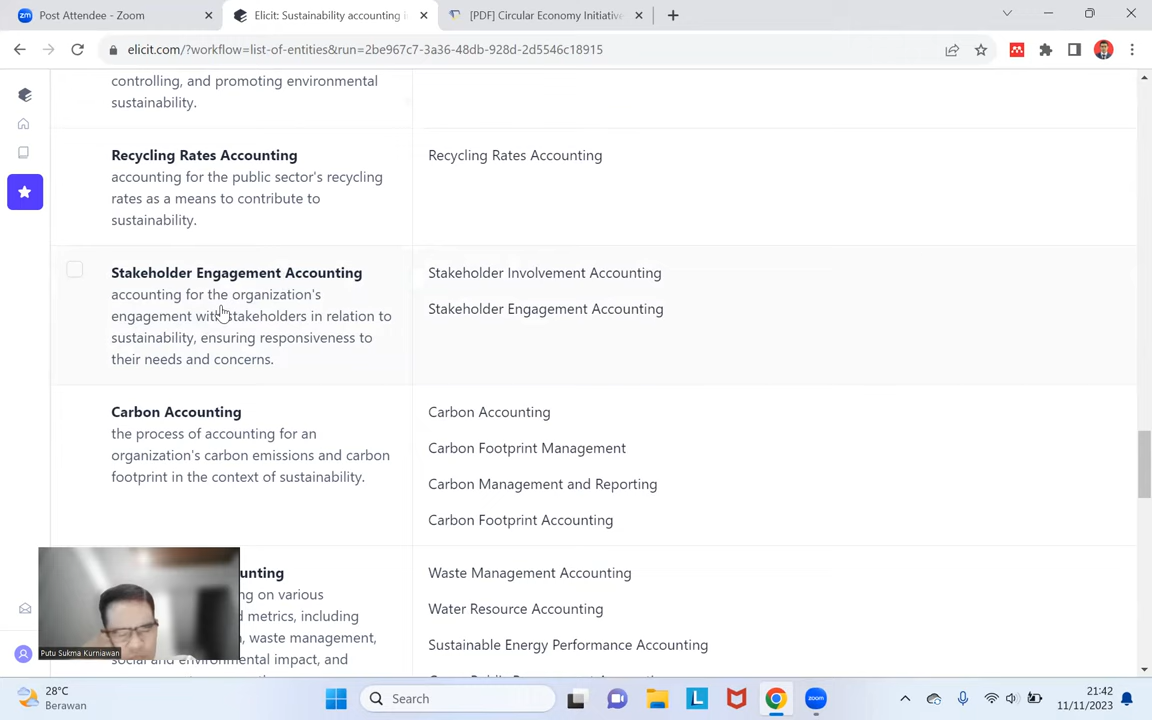 Post Attendee - Zoom
Elicit: Sustainability accounting i
[PDF] Circular Economy Initiative
elicit.com/?workflow=list-of-entities&run=2be967c7-3a36-48db-928d-2d5546c18915
controlling, and promoting environmental
sustainability.
Recycling Rates Accounting
accounting for the public sector's recycling
rates as a means to contribute to
sustainability.
Recycling Rates Accounting
Stakeholder Engagement Accounting
accounting for the organization's
engagement with stakeholders in relation to
sustainability, ensuring responsiveness to
their needs and concerns.
Stakeholder Involvement Accounting
Stakeholder Engagement Accounting
Carbon Accounting
the process of accounting for an
organization's carbon emissions and carbon
footprint in the context of sustainability.
Carbon Accounting
Carbon Footprint Management
Carbon Management and Reporting
Carbon Footprint Accounting
unting
ng on various
d metrics, including
, waste management,
social and environmental impact, and
Waste Management Accounting
Water Resource Accounting
Sustainable Energy Performance Accounting
Putu Sukma Kurniawan
28°C
Berawan
Search
21:42
11/11/2023